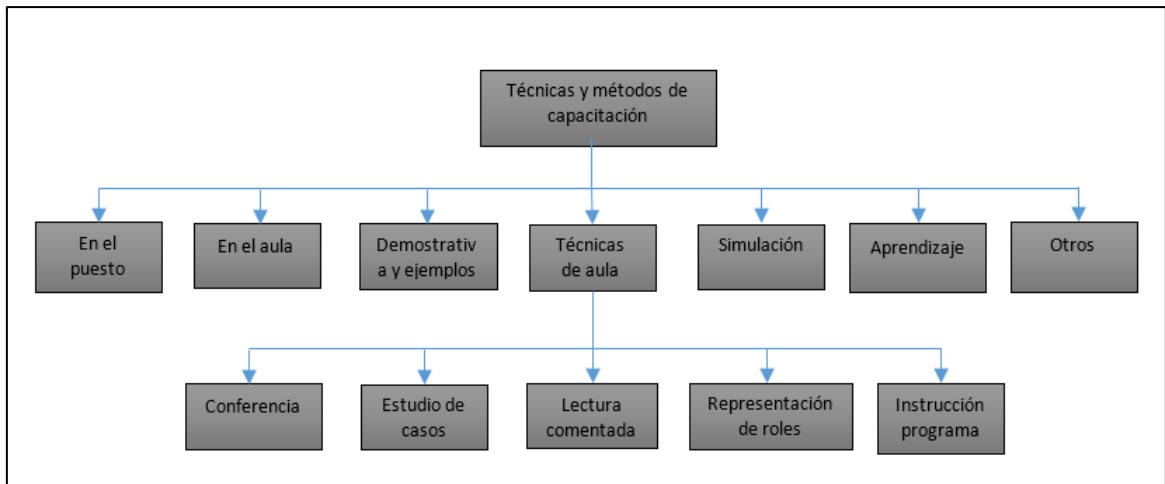 Técnicas y métodos de
capacitación
En el
puesto
En el aula
Demostrativ
a y ejemplos
Técnicas
de aula
Simulación
Aprendizaje
Otros
Conferencia
Estudio de
casos
Lectura
comentada
Representación
de roles
Instrucción
programa